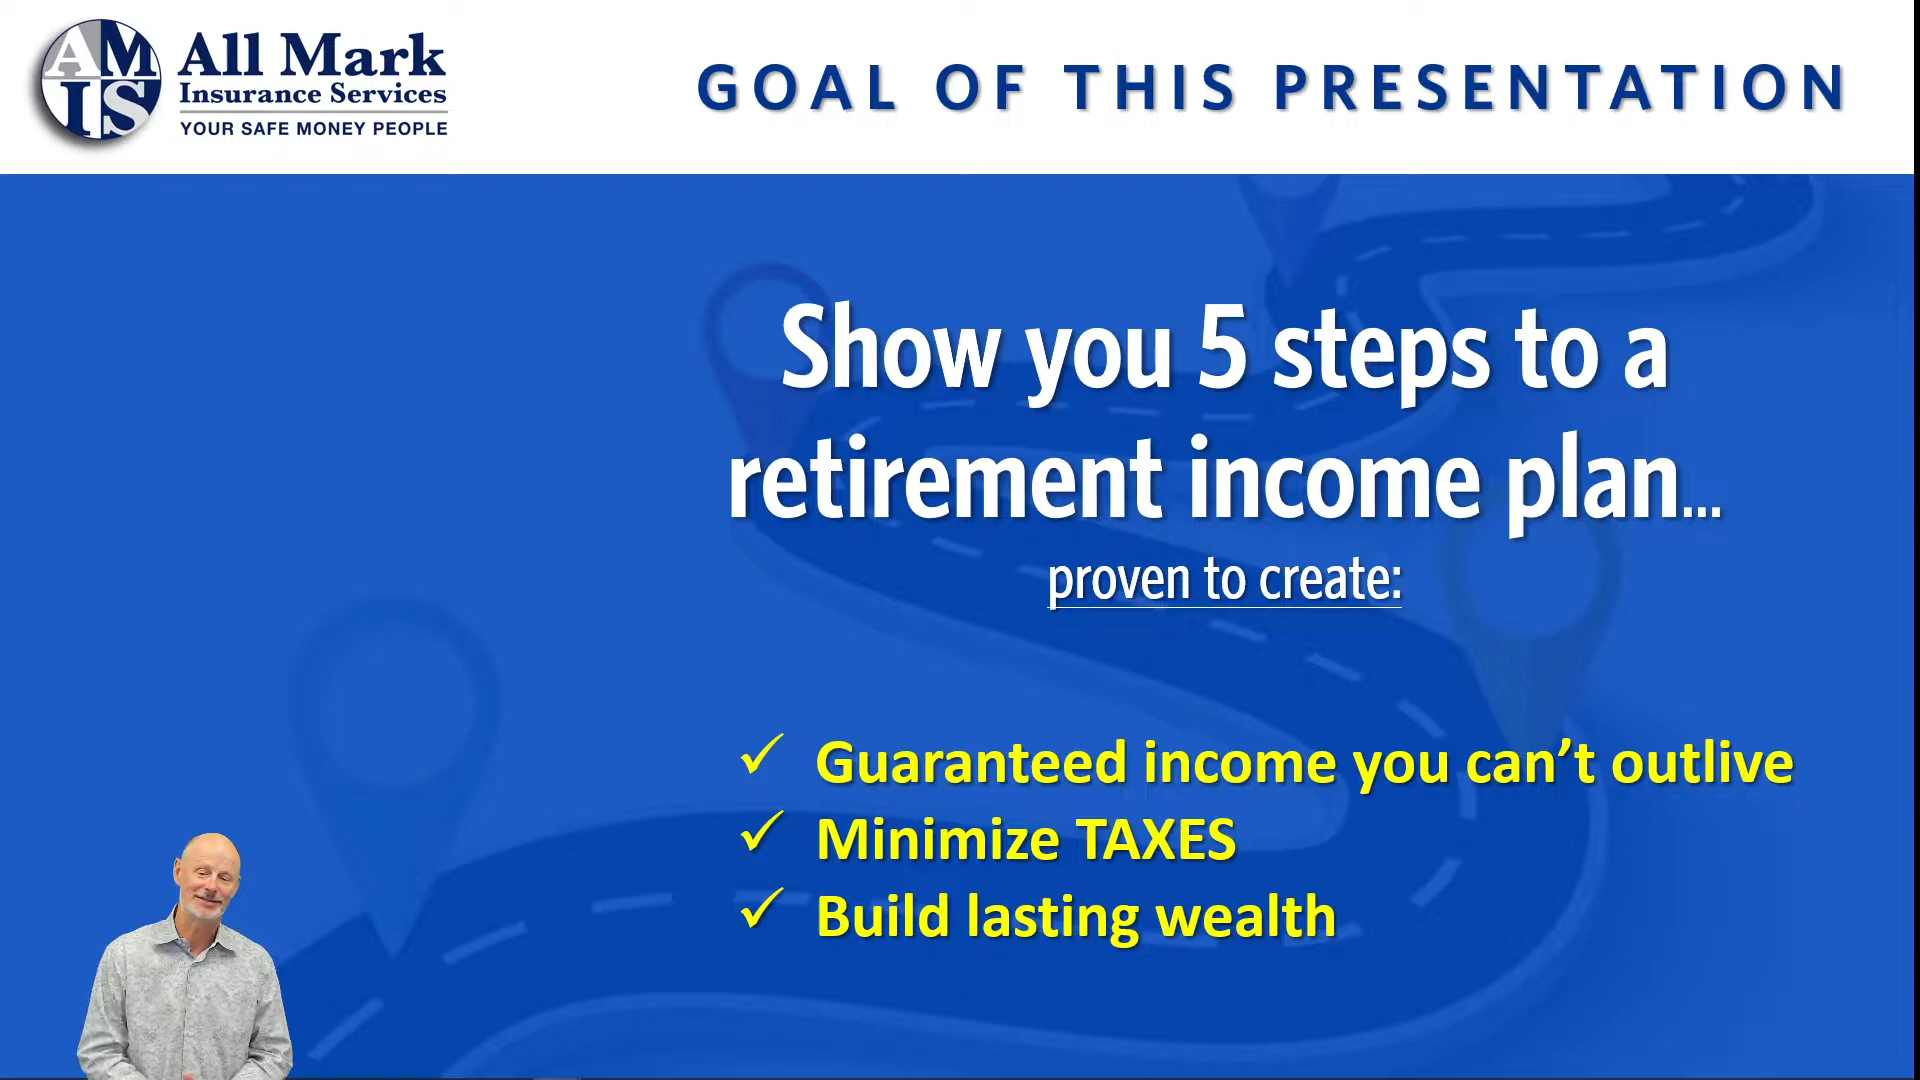 AMIS
All Mark
Insurance Services
YOUR SAFE MONEY PEOPLE
GOAL OF THIS PRESENTATION
Show you 5 steps to a
retirement income plan...
proven to create:
✓ Guaranteed income you can’t outlive
✓ Minimize TAXES
✓ Build lasting wealth